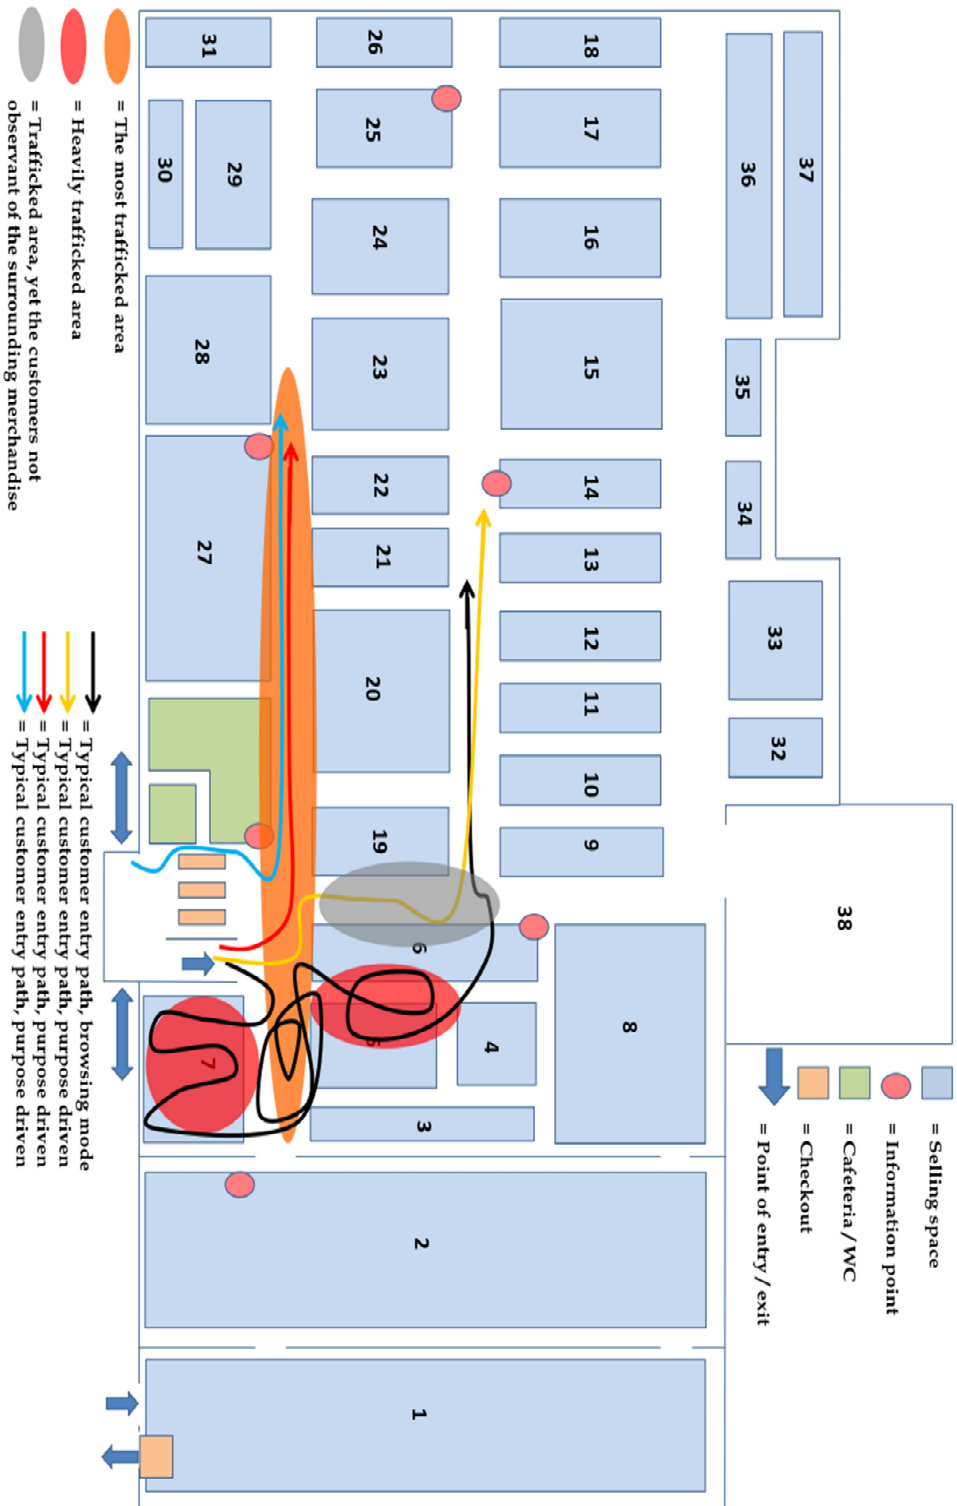 = Selling space
= Information point
= Cafeteria / WC
= Checkout
= Point of entry / exit
37
36
35
34
33
32
38
18
17
16
15
14
13
12
11
10
9
8
26
25
24
23
22
21
20
19
6
4
5
3
2
1
31
29
30
28
27
7
= The most trafficked area
= Heavily trafficked area
= Trafficked area, yet the customers not
observant of the surrounding merchandise
= Typical customer entry path, browsing mode
= Typical customer entry path, purpose driven
= Typical customer entry path, purpose driven
= Typical customer entry path, purpose driven